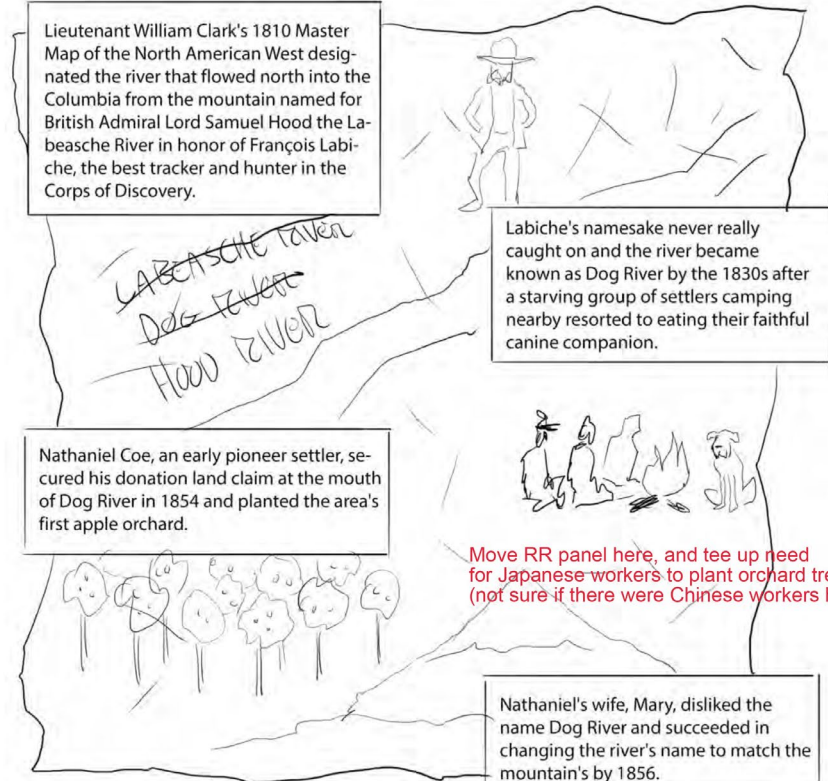 Lieutenant William Clark's 1810 Master
Map of the North American West desig-
nated the river that flowed north into the
Columbia from the mountain named for
British Admiral Lord Samuel Hood the La-
beasche River in honor of François Labi-
che, the best tracker and hunter in the
Corps of Discovery.
Labiche's namesake never really
caught on and the river became
known as Dog River by the 1830s after
a starving group of settlers camping
nearby resorted to eating their faithful
canine companion.
LABEASCHE RIVER
DOG RIVER
HOOD RIVER
Nathaniel Coe, an early pioneer settler, se-
cured his donation land claim at the mouth
of Dog River in 1854 and planted the area's
first apple orchard.
Move RR panel here, and tee up need
for Japanese workers to plant orchard
(not sure if there were Chinese workers
Nathaniel's wife, Mary, disliked the
name Dog River and succeeded in
changing the river's name to match the
mountain's by 1856.